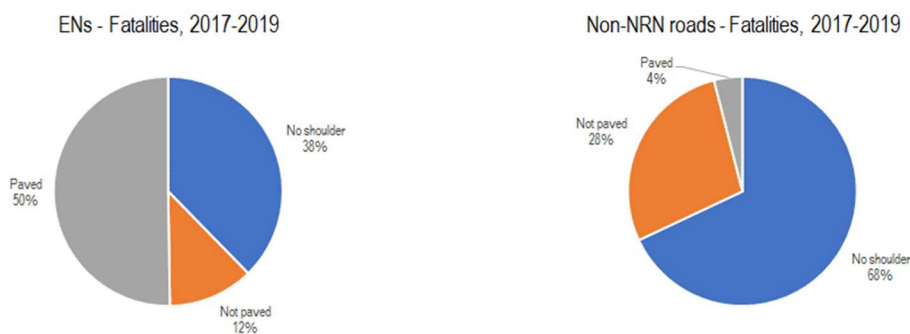 ENs - Fatalities, 2017-2019
No shoulder
38%
Paved
50%
Not paved
12%
Non-NRN roads - Fatalities, 2017-2019
Paved
4%
Not paved
28%
No shoulder
68%